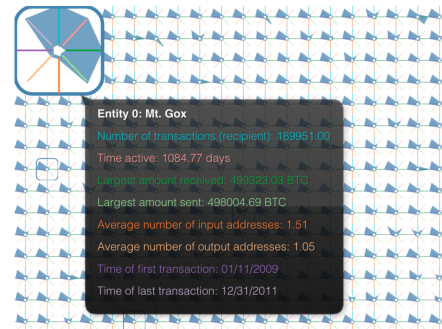 Entity 0: Mt. Gox
Number of transactions (recipient): 189951.00
Time active: 1084.77 days
Largest amount received: 499323.03 BTC
Largest amount sent: 498004.69 BTC
Average number of input addresses: 1.51
Average number of output addresses: 1.05
Time of first transaction: 01/11/2009
Time of last transaction: 12/31/2011